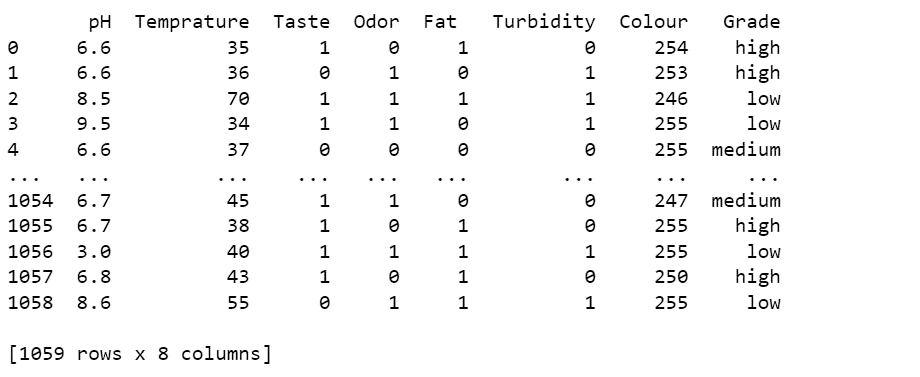 pH Temprature Taste Odor Fat Turbidity Colour Grade
0 6.6 35 1 0 1 0 254 high
1 6.6 36 0 1 0 1 253 high
2 8.5 70 1 1 1 1 246 low
3 9.5 34 1 1 0 1 255 low
4 6.6 37 0 0 0 0 255 medium
... ... ... ... ... ... ... ... ...
1054 6.7 45 1 1 0 0 247 medium
1055 6.7 38 1 0 1 0 255 high
1056 3.0 40 1 1 1 1 255 low
1057 6.8 43 1 0 1 0 250 high
1058 8.6 55 0 1 1 1 255 low
[1059 rows x 8 columns]